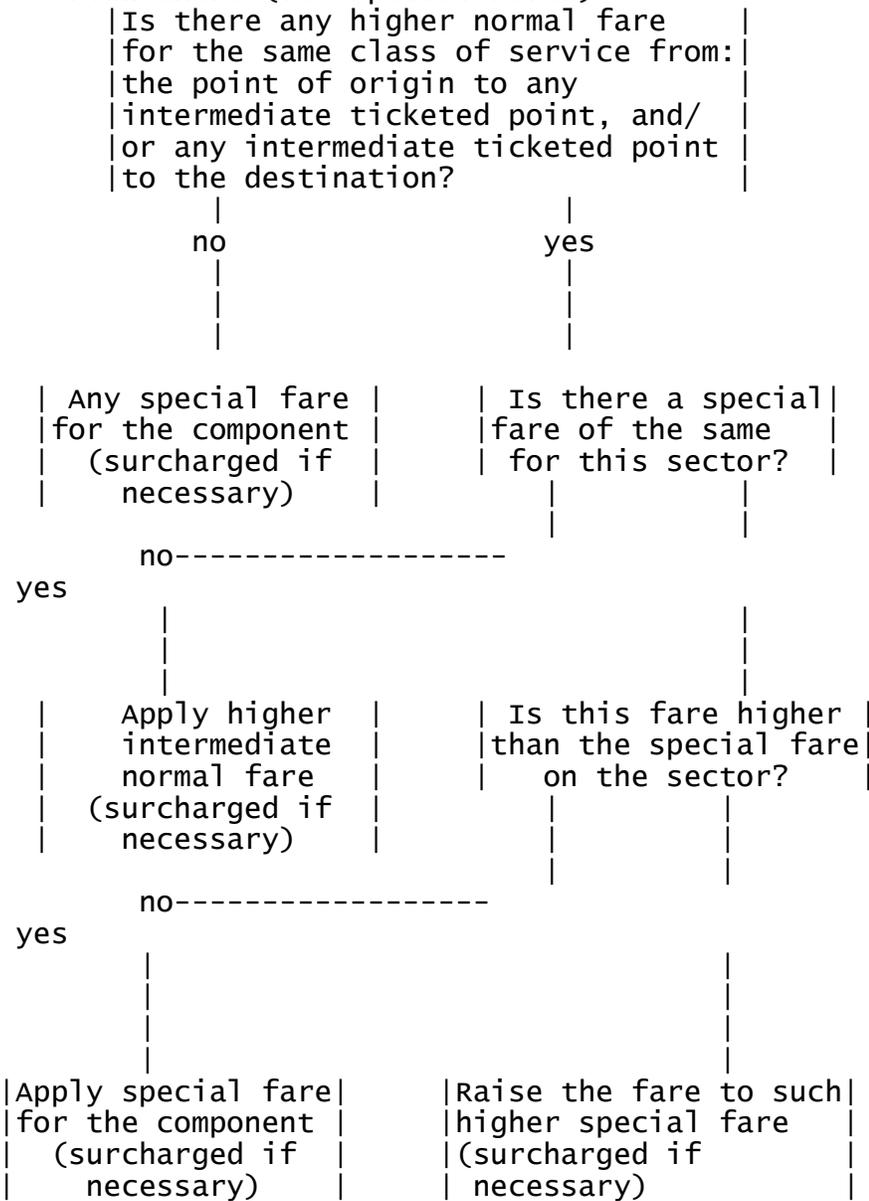 |Is there any higher normal fare     |
|for the same class of service from:|
|the point of origin to any          |
|intermediate ticketed point, and/  |
|or any intermediate ticketed point |
|to the destination?                 |
|                    |
no                  yes
|                    |
|                    |
|                    |
| Any special fare |     | Is there a special|
|for the component |     |fare of the same   |
|  (surcharged if  |     | for this sector?  |
|    necessary)    |         |           |
|           |
no-------------------
yes
|                                  |
|                                  |
|                                  |
|    Apply higher  |     | Is this fare higher |
|    intermediate  |     |than the special fare|
|    normal fare   |     |   on the sector?    |
|  (surcharged if  |         |          |
|    necessary)    |         |          |
|          |
no------------------
yes
|                                  |
|                                  |
|                                  |
|                                  |
|Apply special fare|     |Raise the fare to such|
|for the component |     |higher special fare   |
|  (surcharged if  |     |(surcharged if        |
|    necessary)    |     | necessary)           |